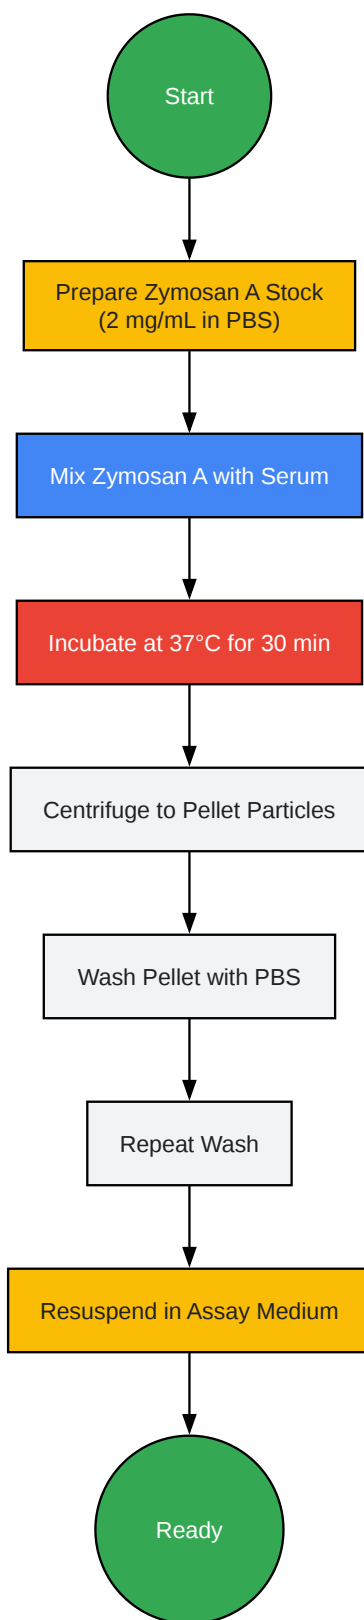 Start
Prepare Zymosan A Stock
(2 mg/mL in PBS)
Mix Zymosan A with Serum
Incubate at 37°C for 30 min
Centrifuge to Pellet Particles
Wash Pellet with PBS
Repeat Wash
Resuspend in Assay Medium
Ready